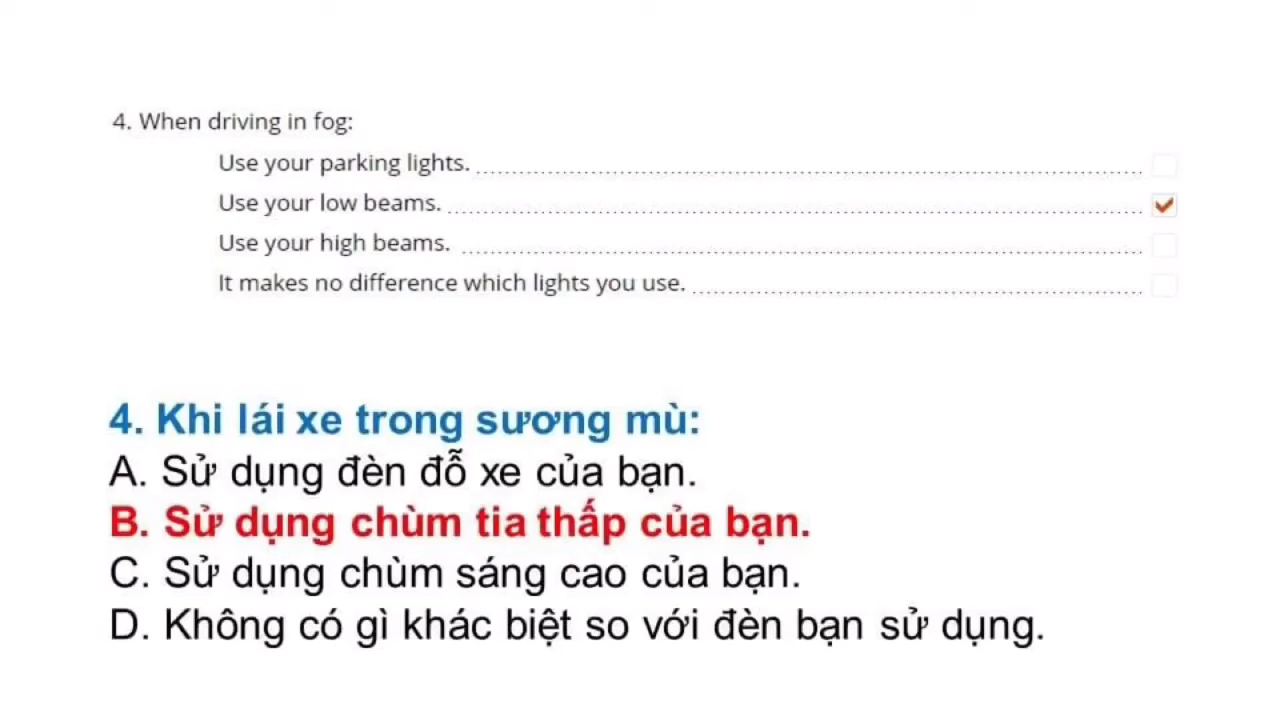 4. When driving in fog:
Use your parking lights.
Use your low beams.
Use your high beams.
It makes no difference which lights you use.
4. Khi lái xe trong sương mù:
A. Sử dụng đèn đỗ xe của bạn.
B. Sử dụng chùm tia thấp của bạn.
C. Sử dụng chùm sáng cao của bạn.
D. Không có gì khác biệt so với đèn bạn sử dụng.